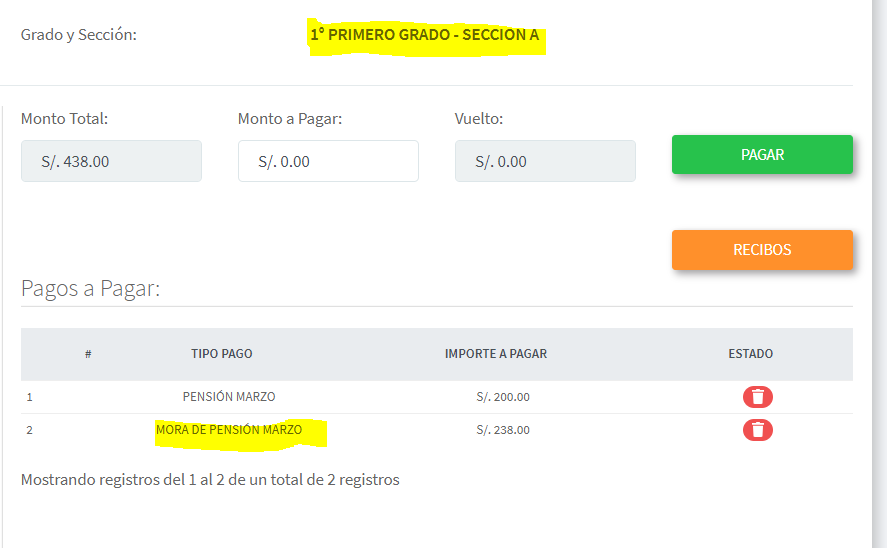 Grado y Sección: 1° PRIMERO GRADO - SECCION A
Monto Total: Monto a Pagar: Vuelto:
S/. 438.00 S/. 0.00 S/. 0.00 PAGAR
RECIBOS
Pagos a Pagar:
# TIPO PAGO IMPORTE A PAGAR ESTADO
1 PENSIÓN MARZO S/. 200.00
2 MORA DE PENSIÓN MARZO S/. 238.00
Mostrando registros del 1 al 2 de un total de 2 registros